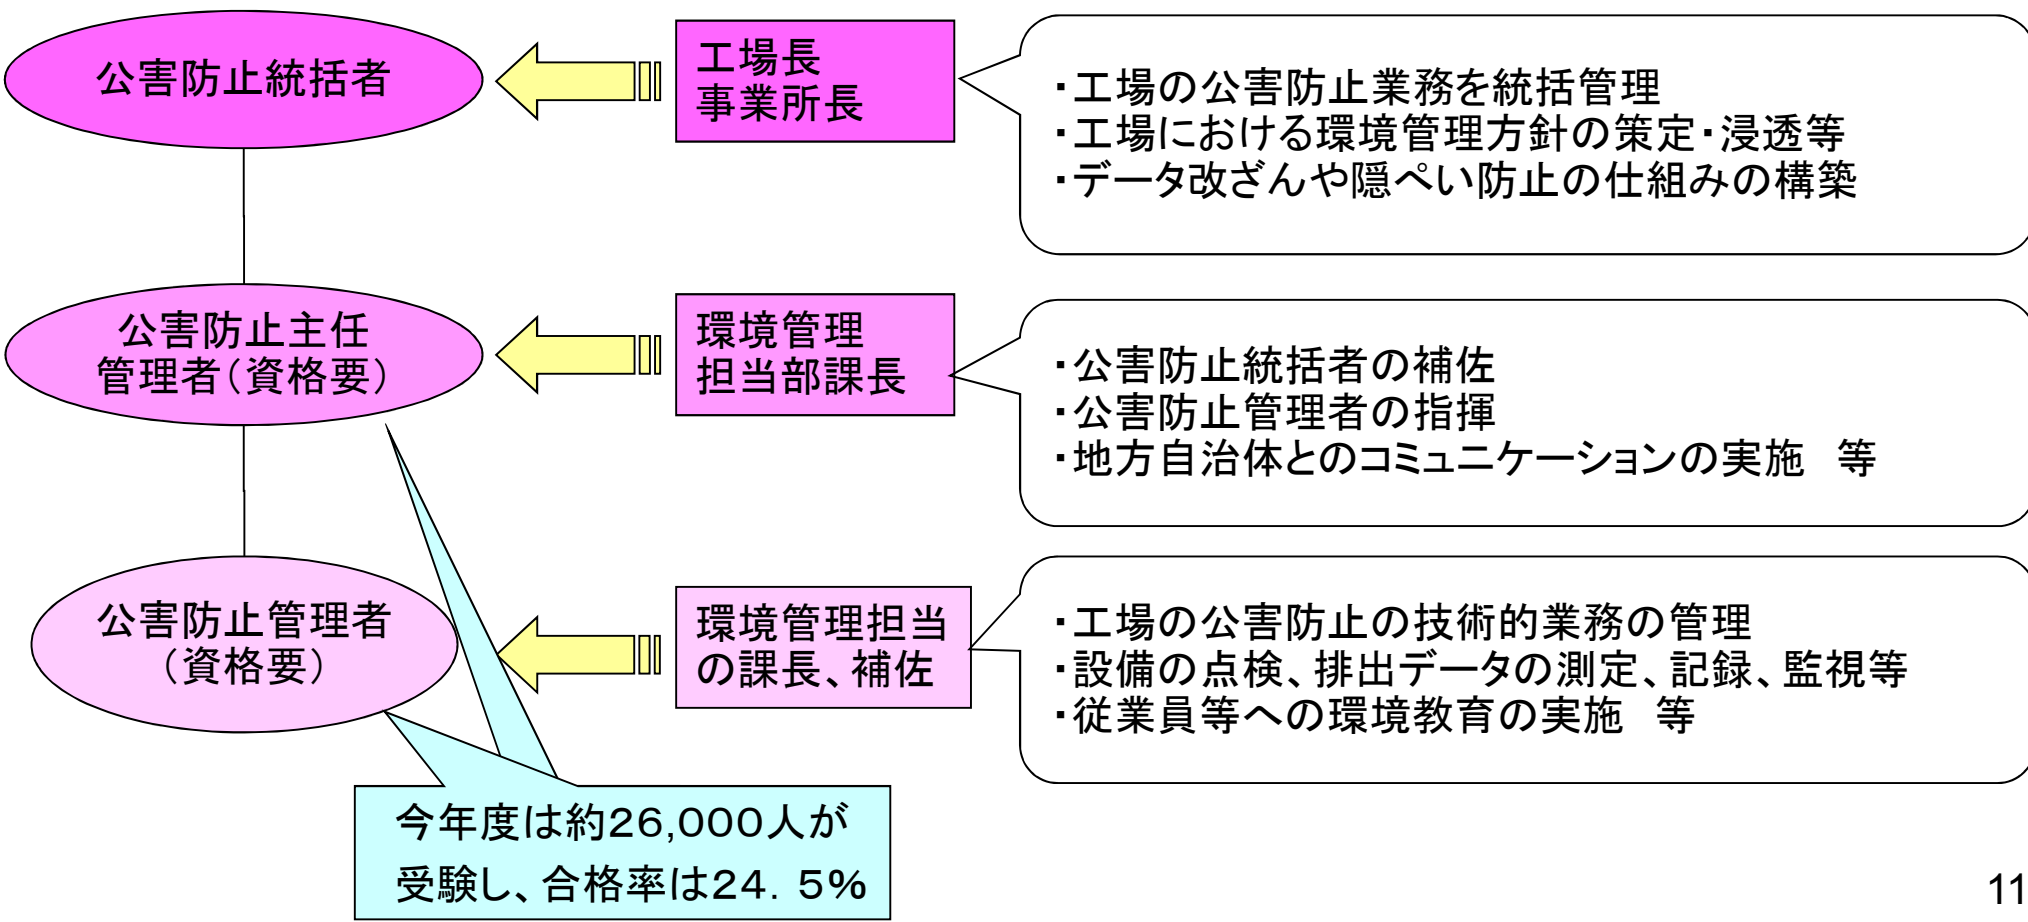 公害防止統括者
工場長
事業所長
・工場の公害防止業務を統括管理
・工場における環境管理方針の策定・浸透等
・データ改ざんや隠ぺい防止の仕組みの構築
公害防止主任
管理者(資格要)
環境管理
担当部課長
・公害防止統括者の補佐
・公害防止管理者の指揮
・地方自治体とのコミュニケーションの実施　等
公害防止管理者
(資格要)
環境管理担当
の課長、補佐
・工場の公害防止の技術的業務の管理
・設備の点検、排出データの測定、記録、監視等
・従業員等への環境教育の実施　等
今年度は約26,000人が
受験し、合格率は24. 5%
11